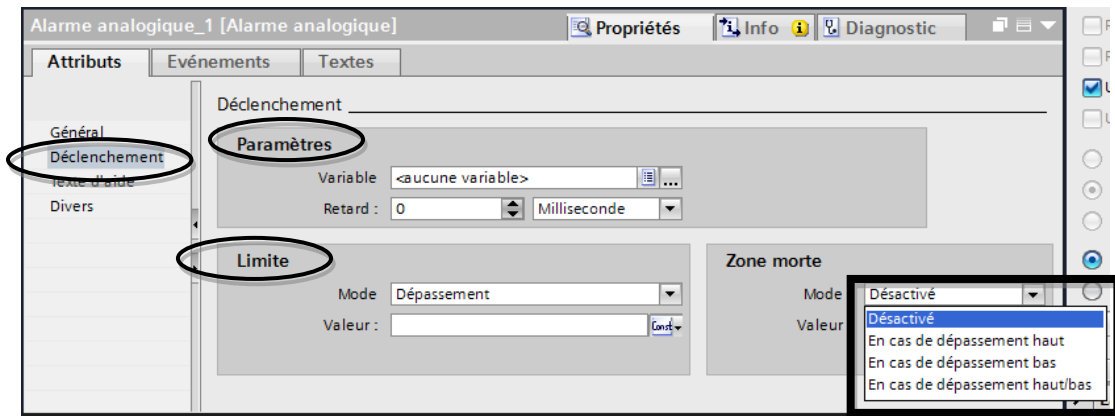 Alarme analogique_1 [Alarme analogique]
Propriétés
Info
Diagnostic
Attributs
Evénements
Textes
Déclenchement
Général
Déclenchement
Texte d'aide
Divers
Paramètres
Variable <aucune variable>
Retard : 0 Milliseconde
Limite
Mode Dépassement
Valeur : Const
Zone morte
Mode Désactivé
Valeur
Désactivé
En cas de dépassement haut
En cas de dépassement bas
En cas de dépassement haut/bas